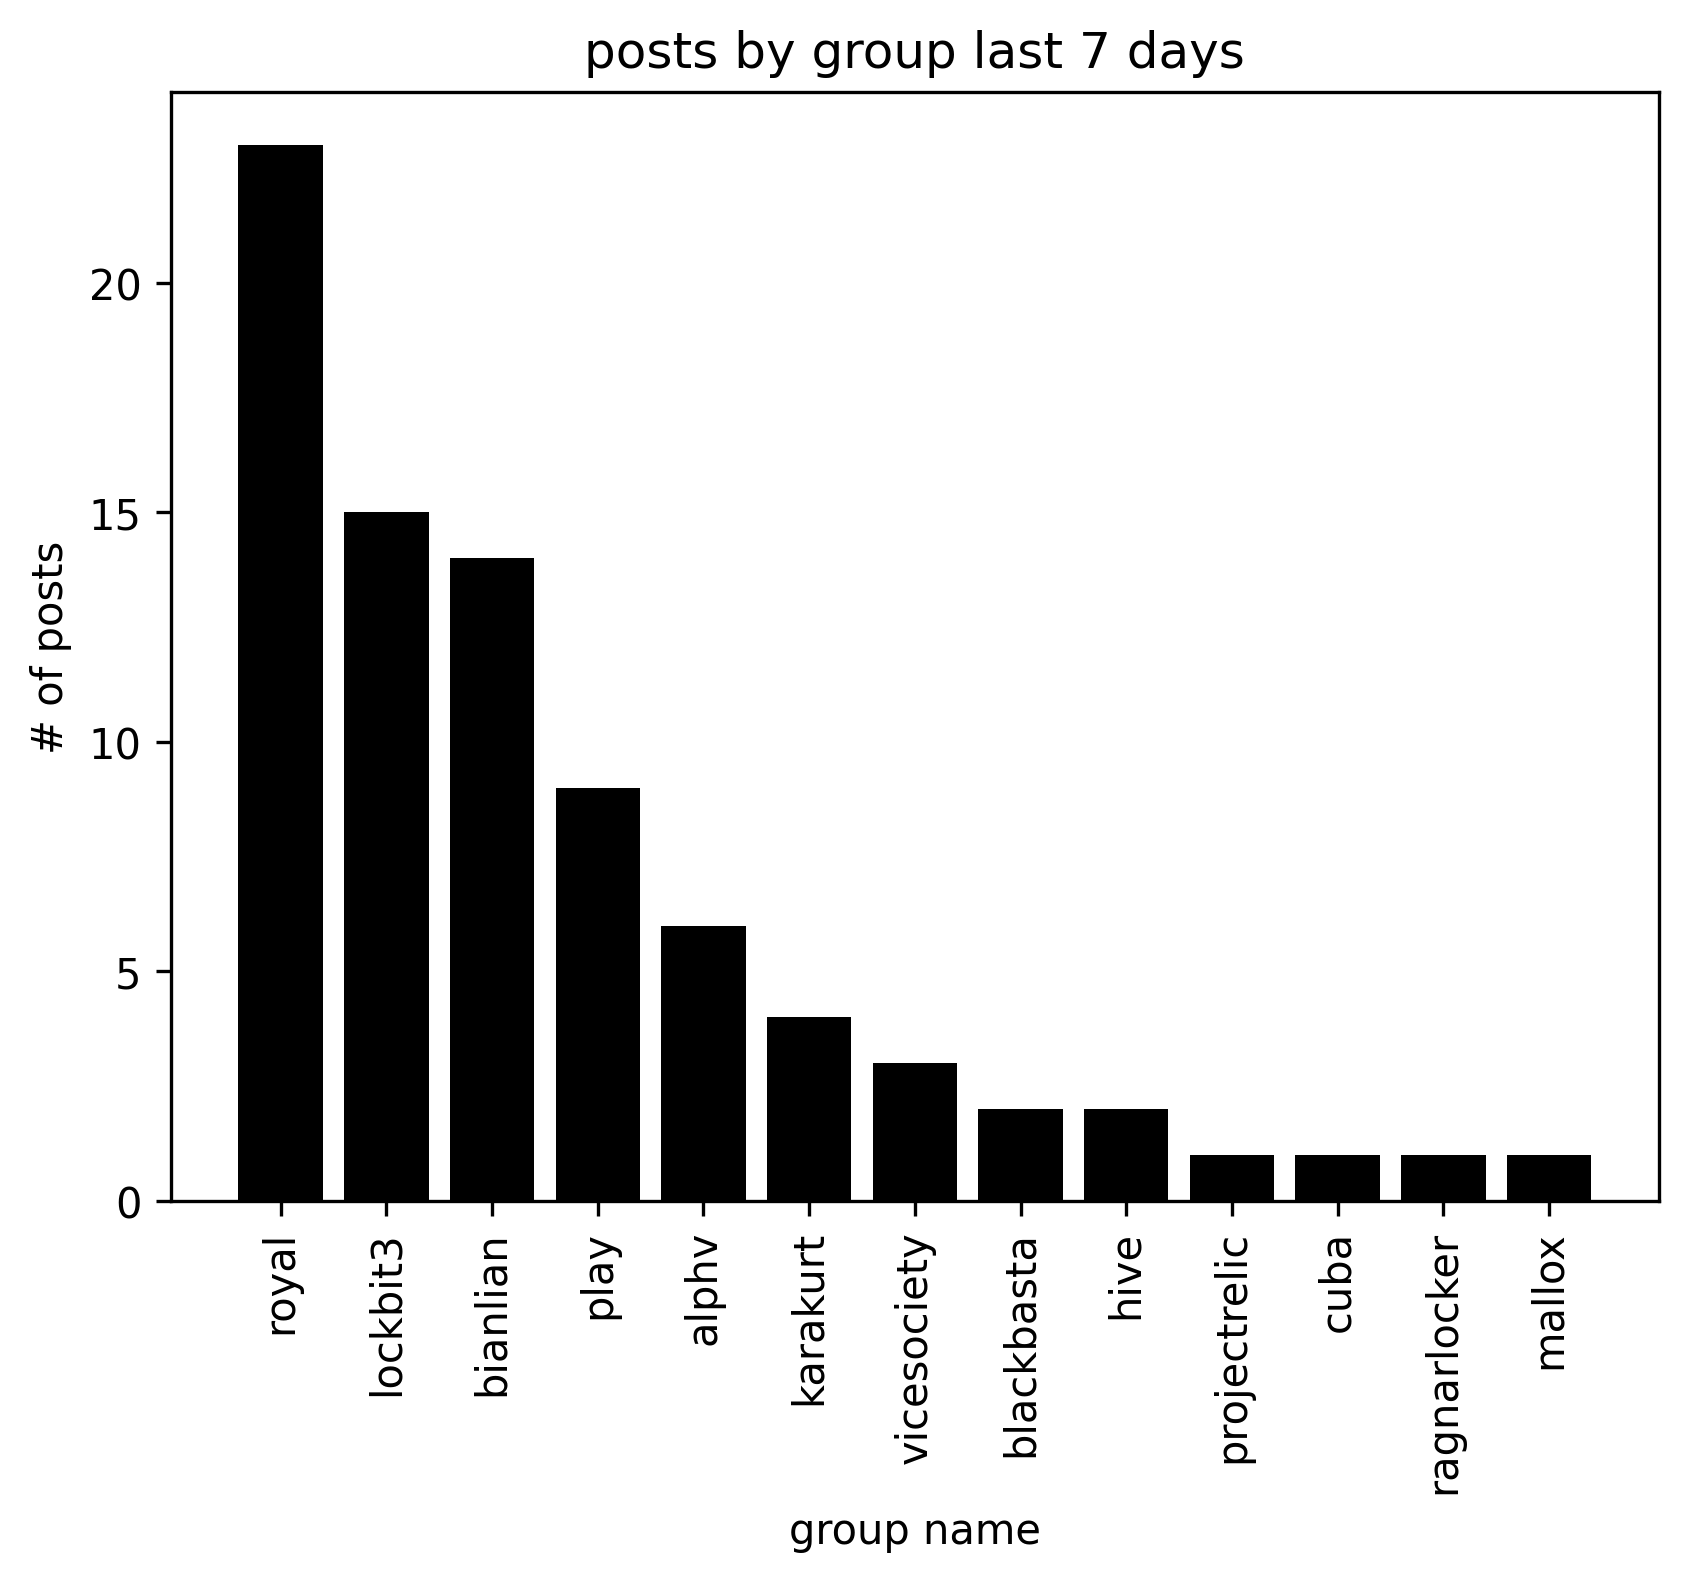 posts by group last 7 days
# of posts
20
15
10
5
0
royal
lockbit3
bianlian
play
alphv
karakurt
vicesociety
blackbasta
hive
projectrelic
cuba
ragnarlocker
mallox
group name